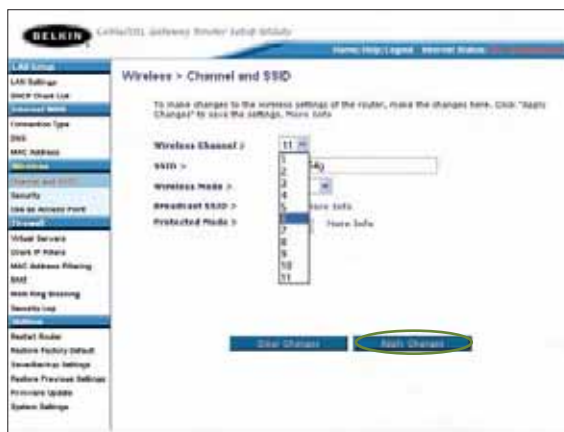 BELKIN Cable/DSL Gateway Router Setup Utility
Home|Help|Logout Internet Status:
LAN Setup
LAN Settings
DHCP Client List
Internet WAN
Connection Type
DNS
MAC Address
Wireless
Channel and SSID
Security
Use as Access Point
Firewall
Virtual Servers
Client IP Filters
MAC Address Filtering
DMZ
WAN Ping Blocking
Security Log
Utilities
Restart Router
Restore Factory Default
Save/Backup Settings
Restore Previous Settings
Firmware Update
System Settings
Wireless > Channel and SSID
To make changes to the wireless settings of the router, make the changes here. Click "Apply
Changes" to save the settings. More Info
Wireless Channel > 11
SSID > 54g
Wireless Mode >
Broadcast SSID > More Info
Protected Mode > More Info
1
2
3
4
5
6
7
8
9
10
11
Clear Changes Apply Changes